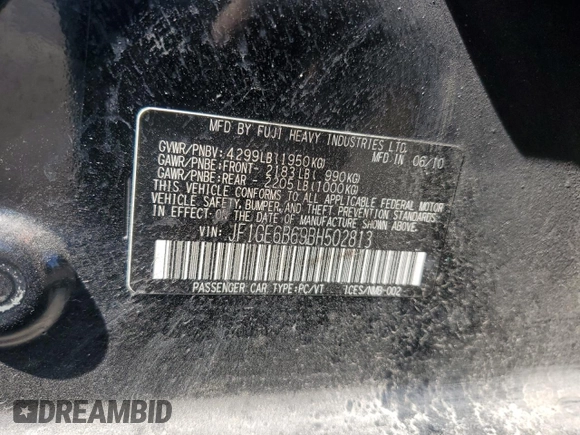 MFD BY FUJI HEAVY INDUSTRIES LTD.
GVWR/PNBV: 4299LB(1950KG) MFD IN 06/10
GAWR/PNBE:FRONT- 2183LB( 990KG)
GAWR/PNBE:REAR - 2205LB(1000KG)
THIS VEHICLE CONFORMS TO ALL APPLICABLE FEDERAL MOTOR
VEHICLE SAFETY, BUMPER, AND THEFT PREVENTION STANDARDS
IN EFFECT ON THE DATE OF MANUFACTURE SHOWN ABOVE.
VIN: JF1GE6B69BH502813
PASSENGER CAR TYPE:PC/VT 1CES/NMB-002
DREAMBID